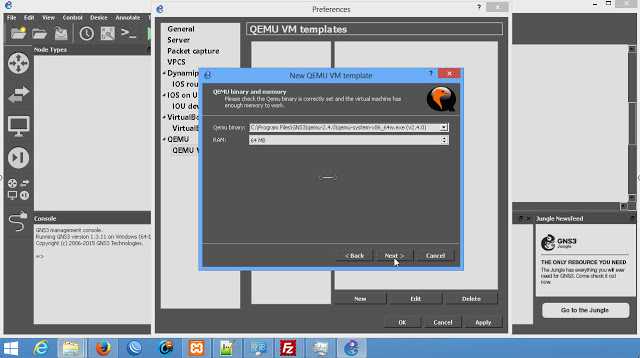 Preferences
File Edit View Control Node Annotate Tools Help
General
Server
Packet capture
VPCS
Dynamip
IOS rou
IOS on U
IOU dev
VirtualBo
VirtualB
QEMU
QEMU V
QEMU VM templates
New QEMU VM template
QEMU binary and memory
Please check the Qemu binary is correctly set and the virtual machine has
enough memory to work.
Qemu binary:
C:\Program Files\GNS3\qemu-2.4.0\qemu-system-x86_64w.exe (v2.4.0)
RAM:
64 MB
< Back
Next >
Cancel
New
Edit
Delete
OK
Cancel
Apply
Node Types
Console
GNS3 management console.
Running GNS3 version 1.3.11 on Windows (64-b
Copyright (c) 2006-2015 GNS3 Technologies.
=>
Jungle Newsfeed
GNS3
Jungle
THE ONLY RESOURCE YOU NEED
The Jungle has everything you will ever
need for GNS3. Come check it out
now.
Go to the Jungle